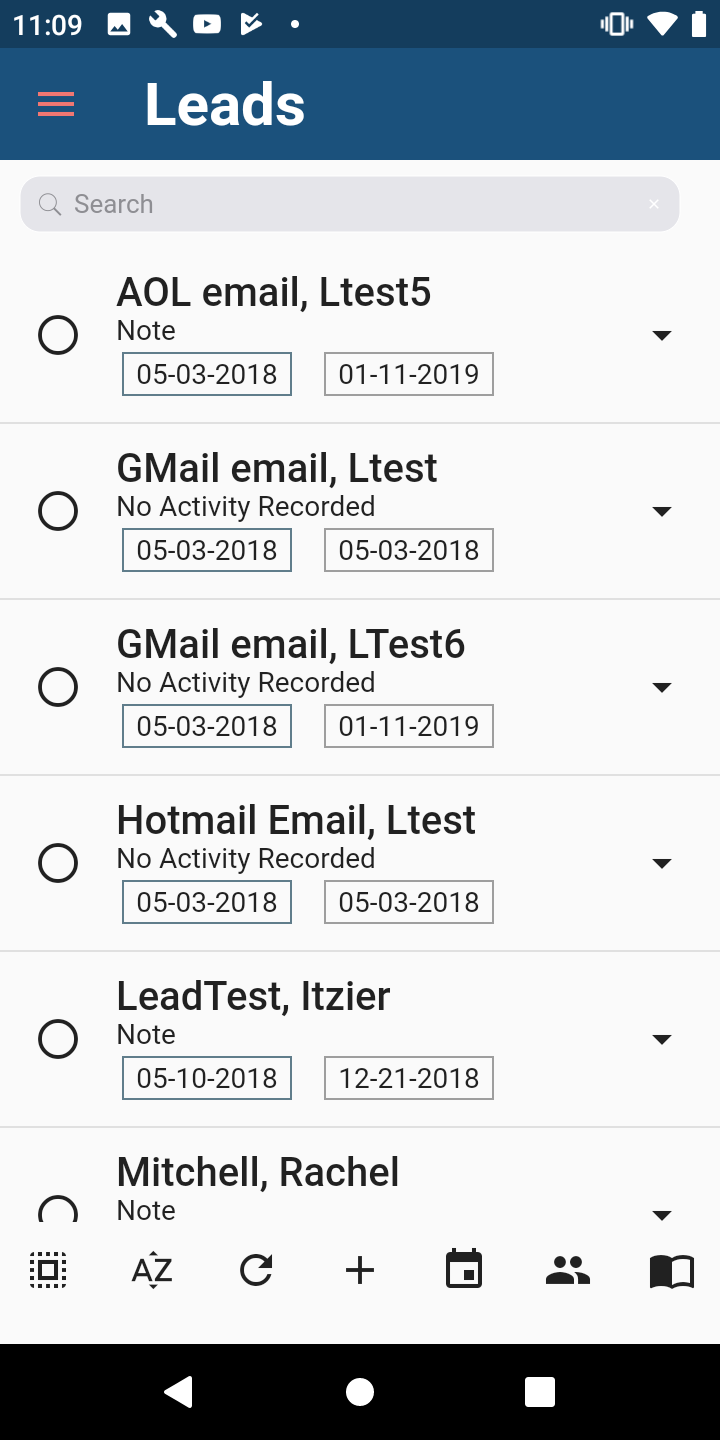 11:09
Leads
Search
AOL email, Ltest5
Note
05-03-2018 01-11-2019
GMail email, Ltest
No Activity Recorded
05-03-2018 05-03-2018
GMail email, LTest6
No Activity Recorded
05-03-2018 01-11-2019
Hotmail Email, Ltest
No Activity Recorded
05-03-2018 05-03-2018
LeadTest, Itzier
Note
05-10-2018 12-21-2018
Mitchell, Rachel
Note
AZ